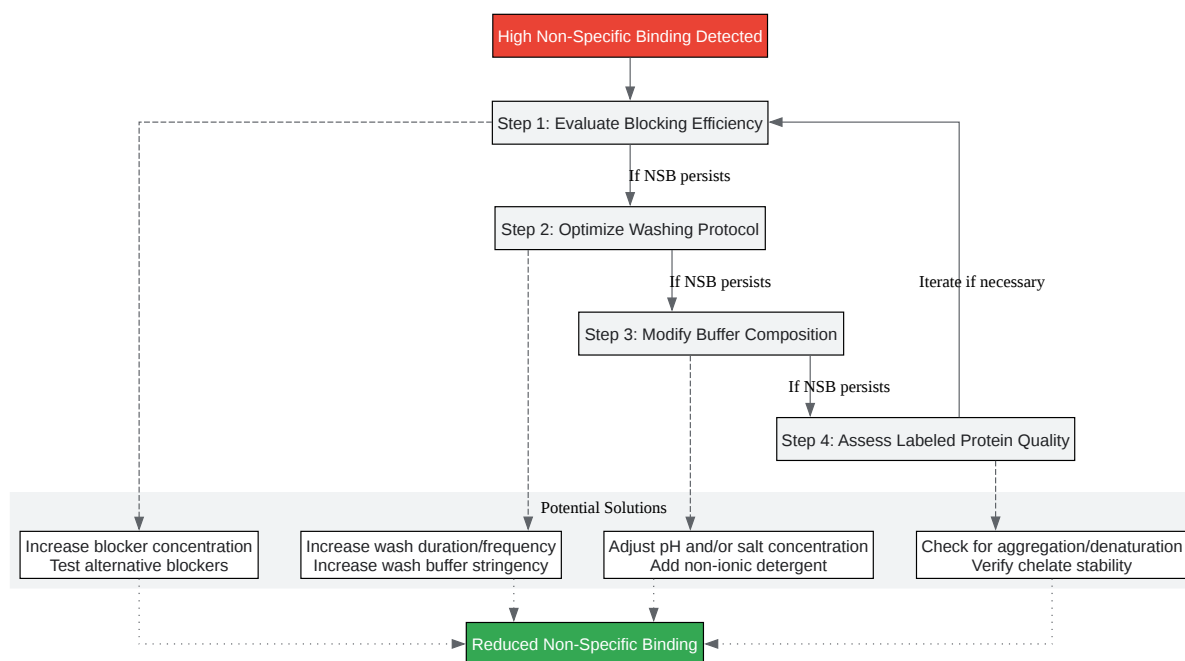 High Non-Specific Binding Detected
Step 1: Evaluate Blocking Efficiency
If NSB persists
Step 2: Optimize Washing Protocol
If NSB persists
Iterate if necessary
Step 3: Modify Buffer Composition
If NSB persists
Step 4: Assess Labeled Protein Quality
Potential Solutions
Increase blocker concentration
Test alternative blockers
Increase wash duration/frequency
Increase wash buffer stringency
Adjust pH and/or salt concentration
Add non-ionic detergent
Check for aggregation/denaturation
Verify chelate stability
Reduced Non-Specific Binding